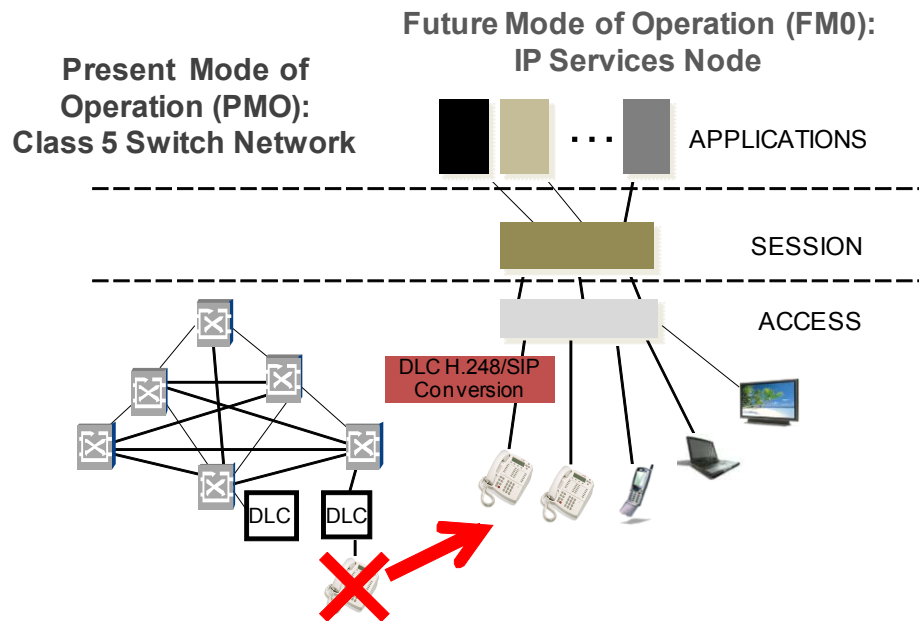 Present Mode of
Operation (PMO):
Class 5 Switch Network
Future Mode of Operation (FM0):
IP Services Node
...
APPLICATIONS
SESSION
ACCESS
DLC H.248/SIP
Conversion
DLC
DLC